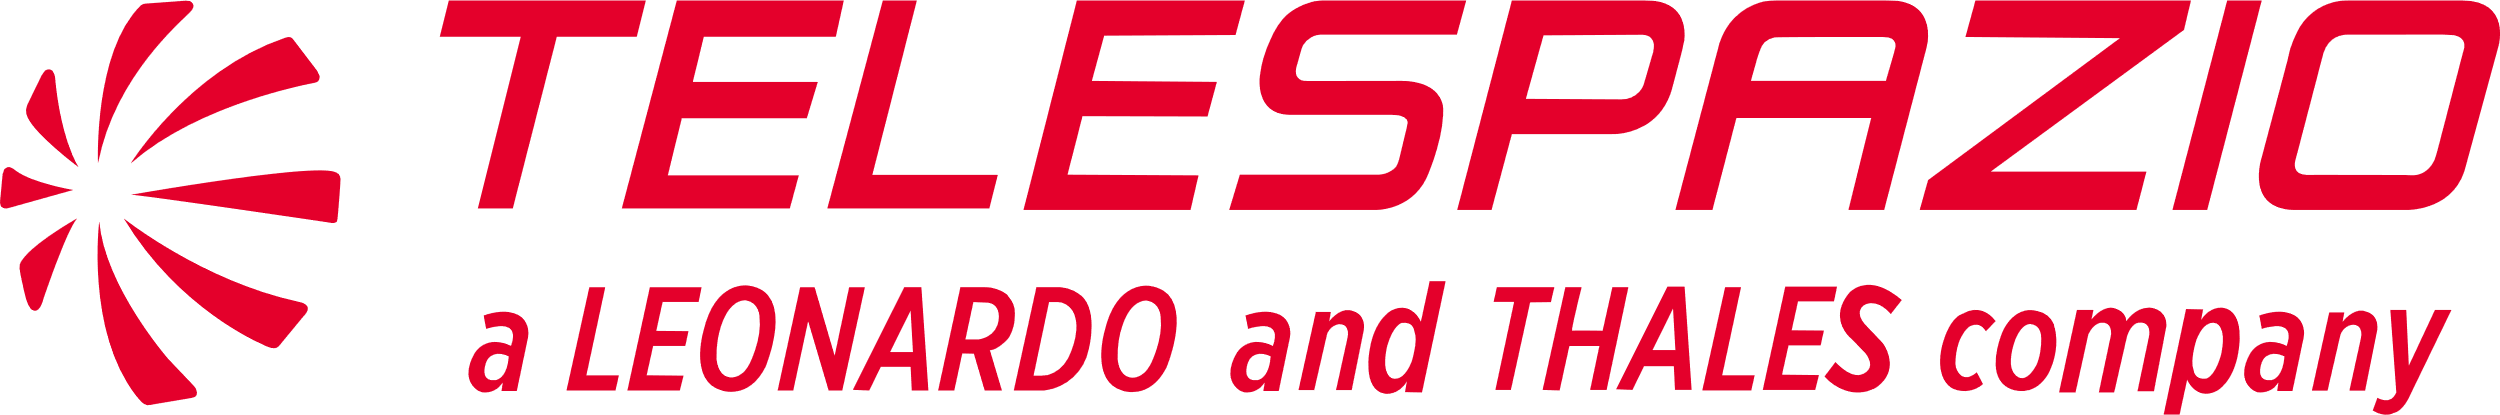 TELESPAZIO
a LEONARDO and THALES company